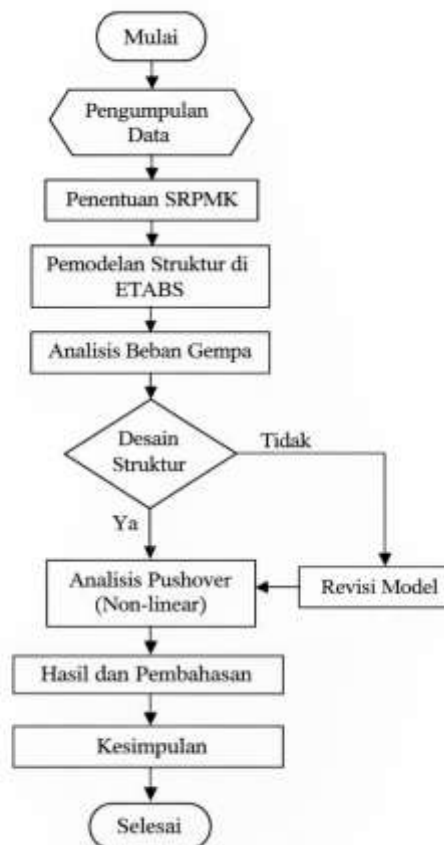 Mulai
Pengumpulan
Data
Penentuan SRPMK
Pemodelan Struktur di
ETABS
Analisis Beban Gempa
Desain
Struktur
Tidak
Ya
Analisis Pushover
(Non-linear)
Revisi Model
Hasil dan Pembahasan
Kesimpulan
Selesai